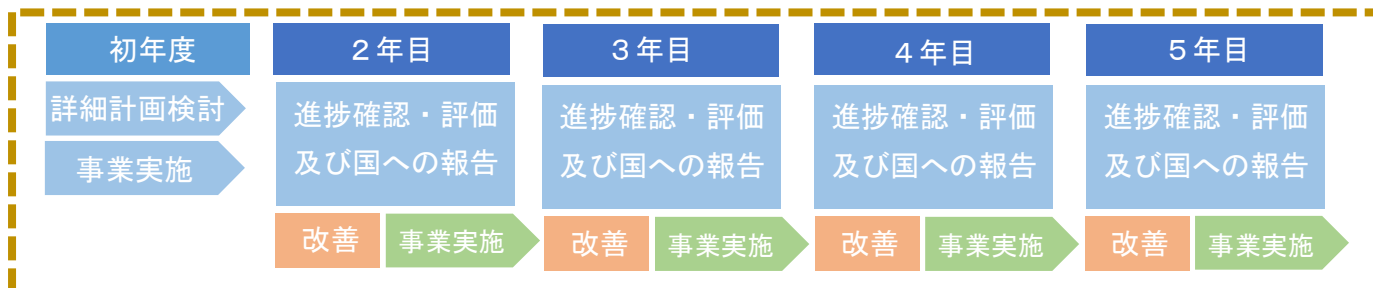 初年度
詳細計画検討
事業実施
２年目
進捗確認・評価
及び国への報告
改善
事業実施
３年目
進捗確認・評価
及び国への報告
改善
事業実施
４年目
進捗確認・評価
及び国への報告
改善
事業実施
５年目
進捗確認・評価
及び国への報告
改善
事業実施